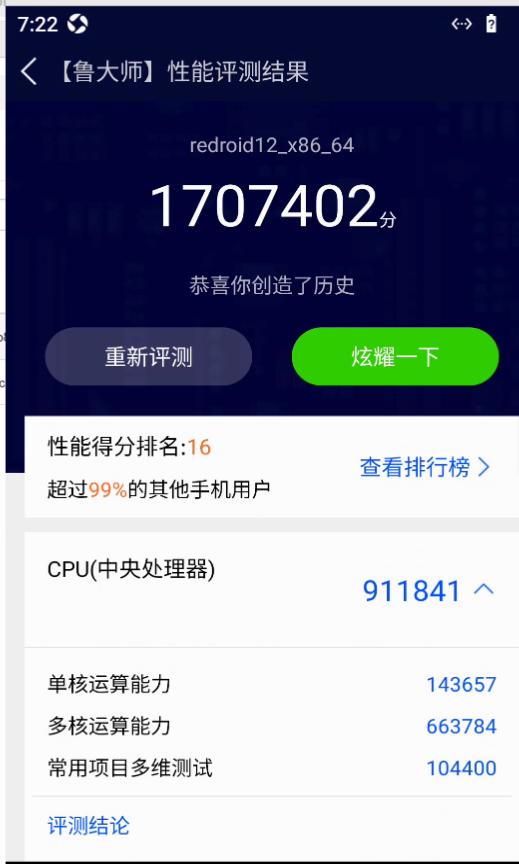 7:22
【鲁大师】性能评测结果
redroid12_x86_64
1707402分
恭喜你创造了历史
重新评测
炫耀一下
性能得分排名:16
超过99%的其他手机用户
查看排行榜
CPU(中央处理器)
911841
单核运算能力 143657
多核运算能力 663784
常用项目多维测试 104400
评测结论